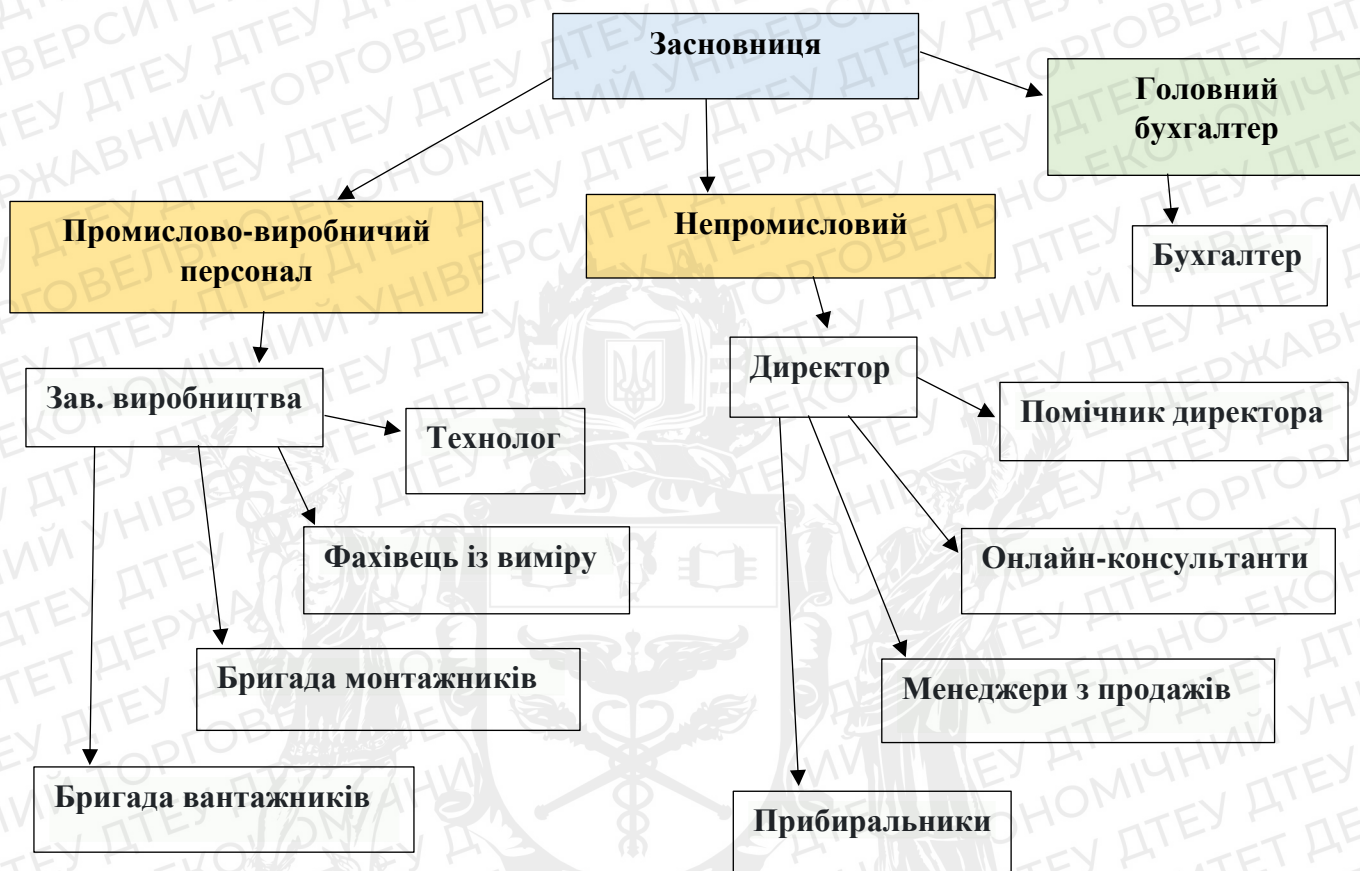 Засновниця
Головний
бухгалтер
Промислово-виробничий
персонал
Непромисловий
Бухгалтер
Зав. виробництва
Директор
Технолог
Помічник директора
Фахівець із виміру
Онлайн-консультанти
Бригада монтажників
Менеджери з продажів
Бригада вантажників
Прибиральники